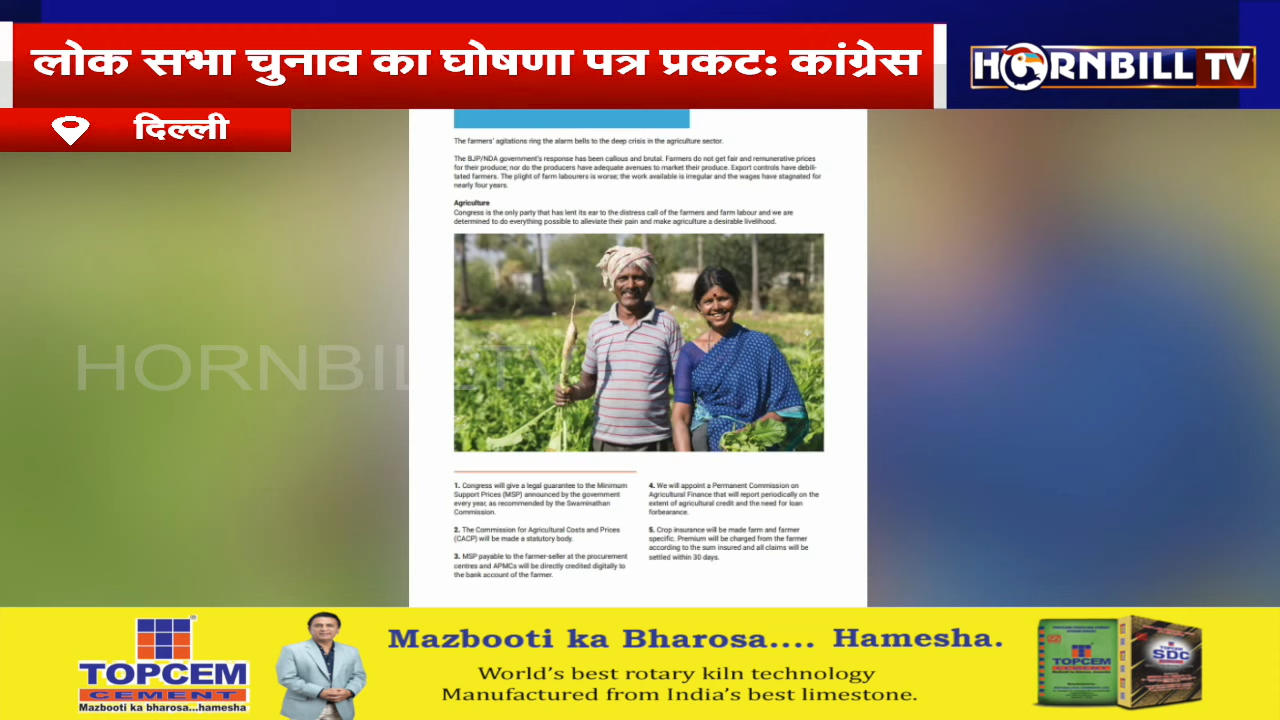 लोक सभा चुनाव का घोषणा पत्र प्रकट: कांग्रेस
HORNBILL TV
दिल्ली
The farmers' agitations ring the alarm bells to the deep crisis in the agriculture sector.
The BJP/NDA government's response has been callous and brutal. Farmers do not get fair and remunerative prices
for their produce; nor do the producers have adequate avenues to market their produce. Export controls have debili-
tated farmers. The plight of farm labourers is worse; the work available is irregular and the wages have stagnated for
nearly four years.
Agriculture
Congress is the only party that has lent its ear to the distress call of the farmers and farm labour and we are
determined to do everything possible to alleviate their pain and make agriculture a desirable livelihood.
HORNBILL TV
1. Congress will give a legal guarantee to the Minimum
Support Prices (MSP) announced by the government
every year, as recommended by the Swaminathan
Commission.
2. The Commission for Agricultural Costs and Prices
(CACP) will be made a statutory body.
3. MSP payable to the farmer-seller at the procurement
centres and APMCs will be directly credited digitally to
the bank account of the farmer.
4. We will appoint a Permanent Commission on
Agricultural Finance that will report periodically on the
extent of agricultural credit and the need for loan
forbearance.
5. Crop insurance will be made farm and farmer
specific. Premium will be charged from the farmer
according to the sum insured and all claims will be
settled within 30 days.
TOPCEM
CEMENT
Mazbooti ka bharosa...hamesha
Mazbooti ka Bharosa.... Hamesha.
World's best rotary kiln technology
Manufactured from India's best limestone.
TOPCEM
SDC